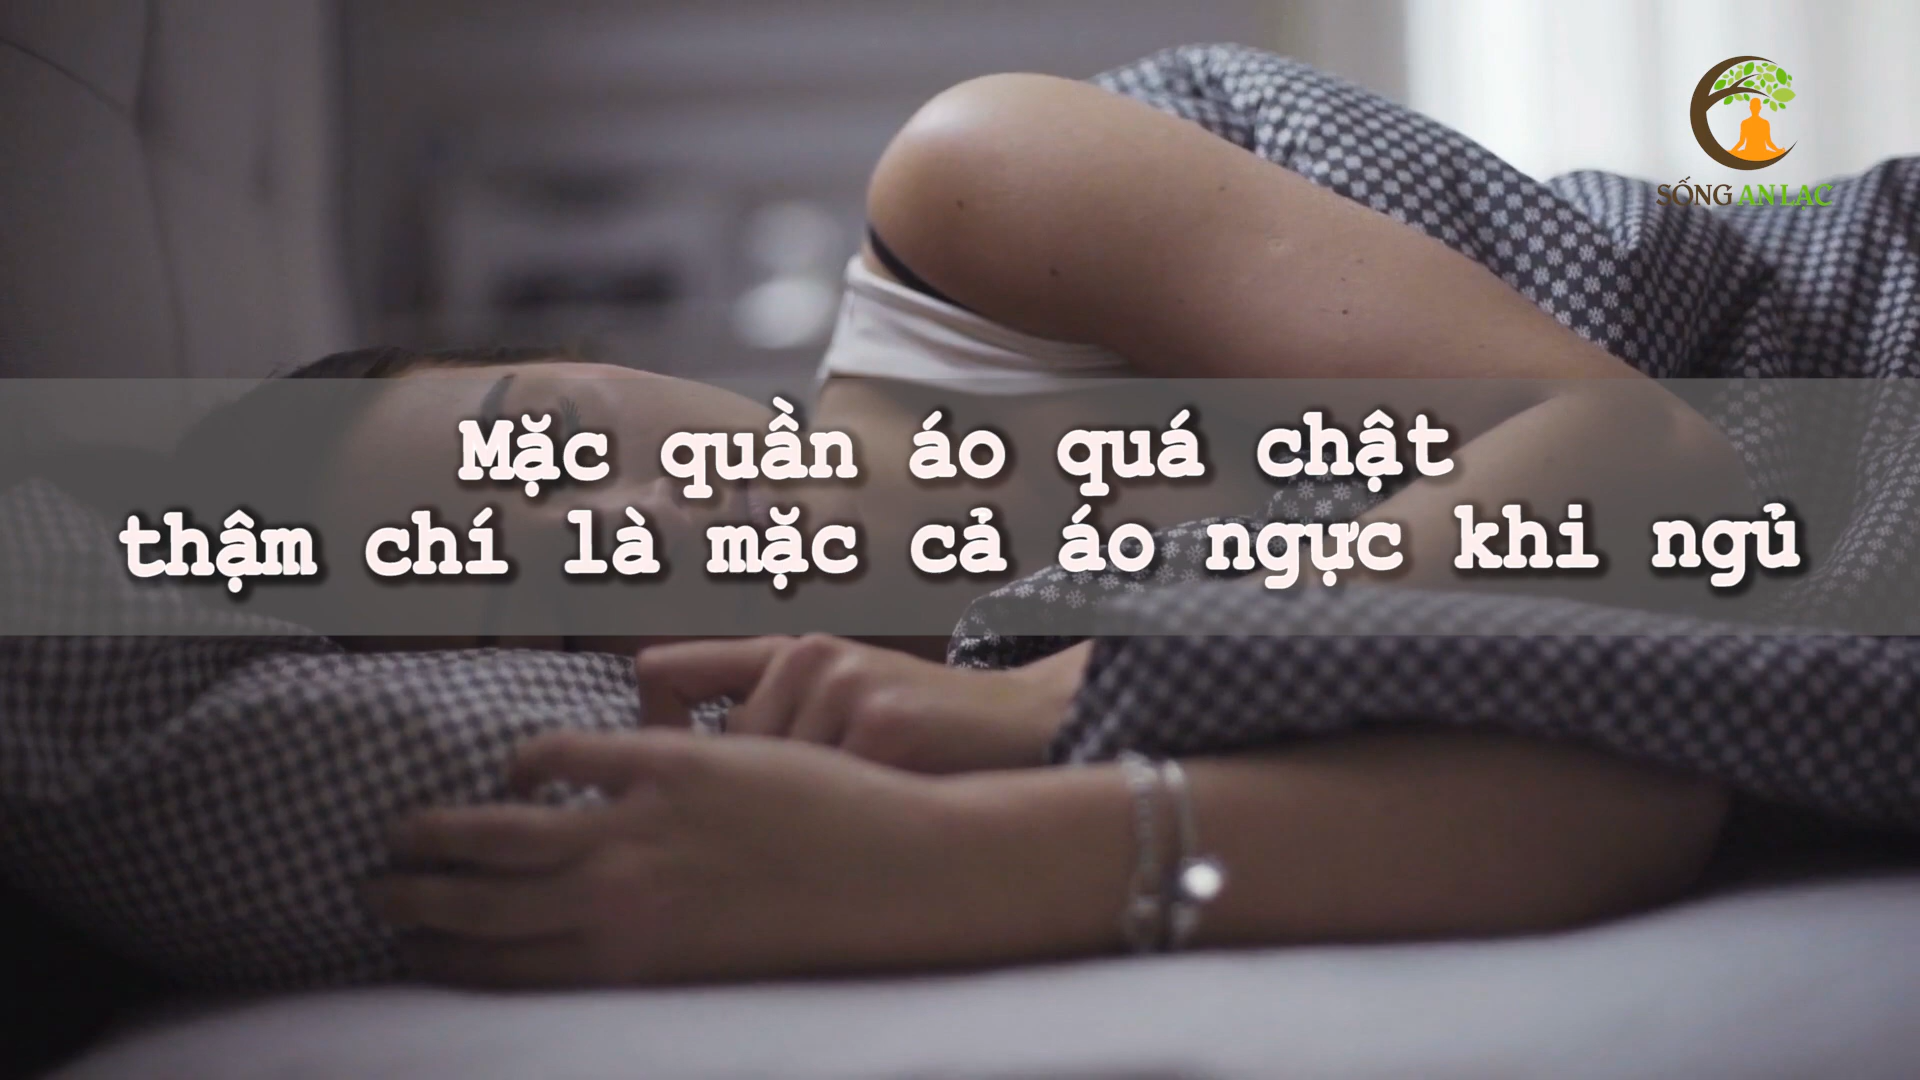 SỐNG AN LẠC
Mặc quần áo quá chật
thậm chí là mặc cả áo ngực khi ngủ